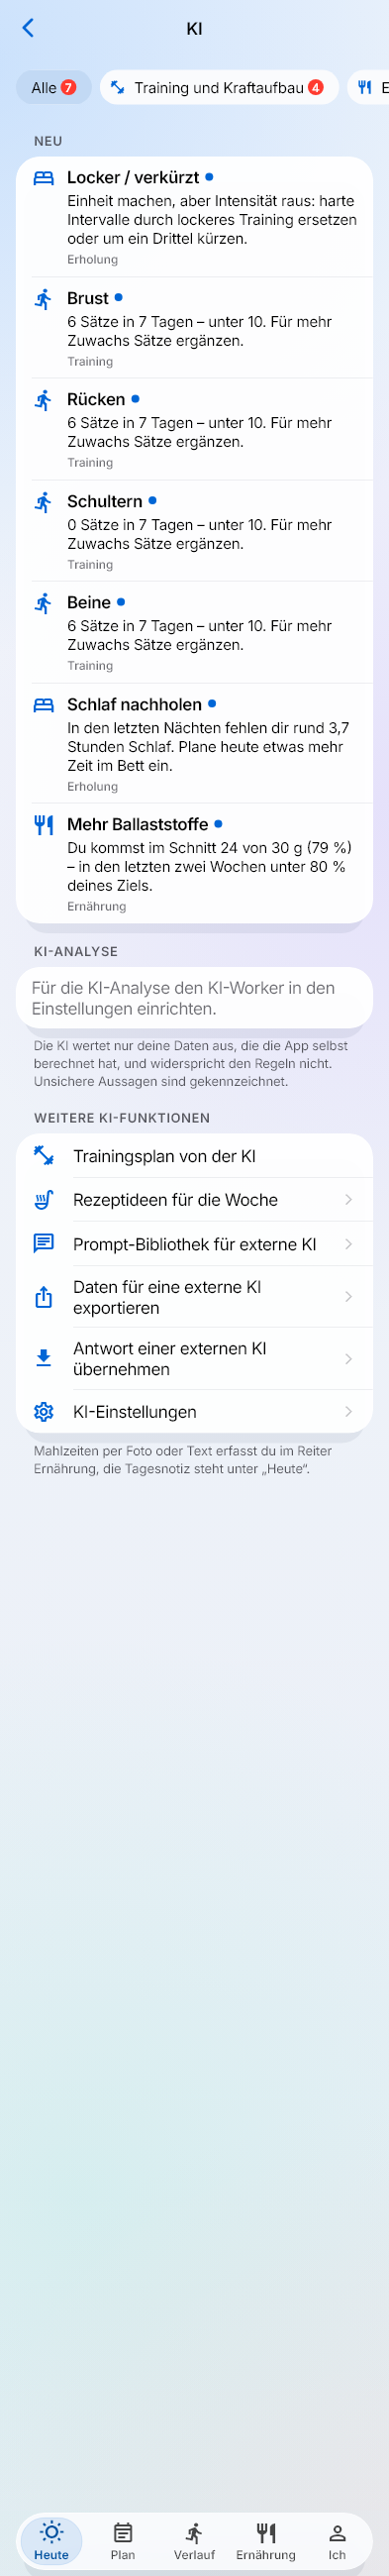 KI
Alle 7
Training und Kraftaufbau 4
E
NEU
Locker / verkürzt
Einheit machen, aber Intensität raus: harte
Intervalle durch lockeres Training ersetzen
oder um ein Drittel kürzen.
Erholung
Brust
6 Sätze in 7 Tagen – unter 10. Für mehr
Zuwachs Sätze ergänzen.
Training
Rücken
6 Sätze in 7 Tagen – unter 10. Für mehr
Zuwachs Sätze ergänzen.
Training
Schultern
0 Sätze in 7 Tagen – unter 10. Für mehr
Zuwachs Sätze ergänzen.
Training
Beine
6 Sätze in 7 Tagen – unter 10. Für mehr
Zuwachs Sätze ergänzen.
Training
Schlaf nachholen
In den letzten Nächten fehlen dir rund 3,7
Stunden Schlaf. Plane heute etwas mehr
Zeit im Bett ein.
Erholung
Mehr Ballaststoffe
Du kommst im Schnitt 24 von 30 g (79 %)
– in den letzten zwei Wochen unter 80 %
deines Ziels.
Ernährung
KI-ANALYSE
Für die KI-Analyse den KI-Worker in den
Einstellungen einrichten.
Die KI wertet nur deine Daten aus, die die App selbst
berechnet hat, und widerspricht den Regeln nicht.
Unsichere Aussagen sind gekennzeichnet.
WEITERE KI-FUNKTIONEN
Trainingsplan von der KI
Rezeptideen für die Woche
Prompt-Bibliothek für externe KI
Daten für eine externe KI
exportieren
Antwort einer externen KI
übernehmen
KI-Einstellungen
Mahlzeiten per Foto oder Text erfasst du im Reiter
Ernährung, die Tagesnotiz steht unter „Heute“.
Heute
Plan
Verlauf
Ernährung
Ich